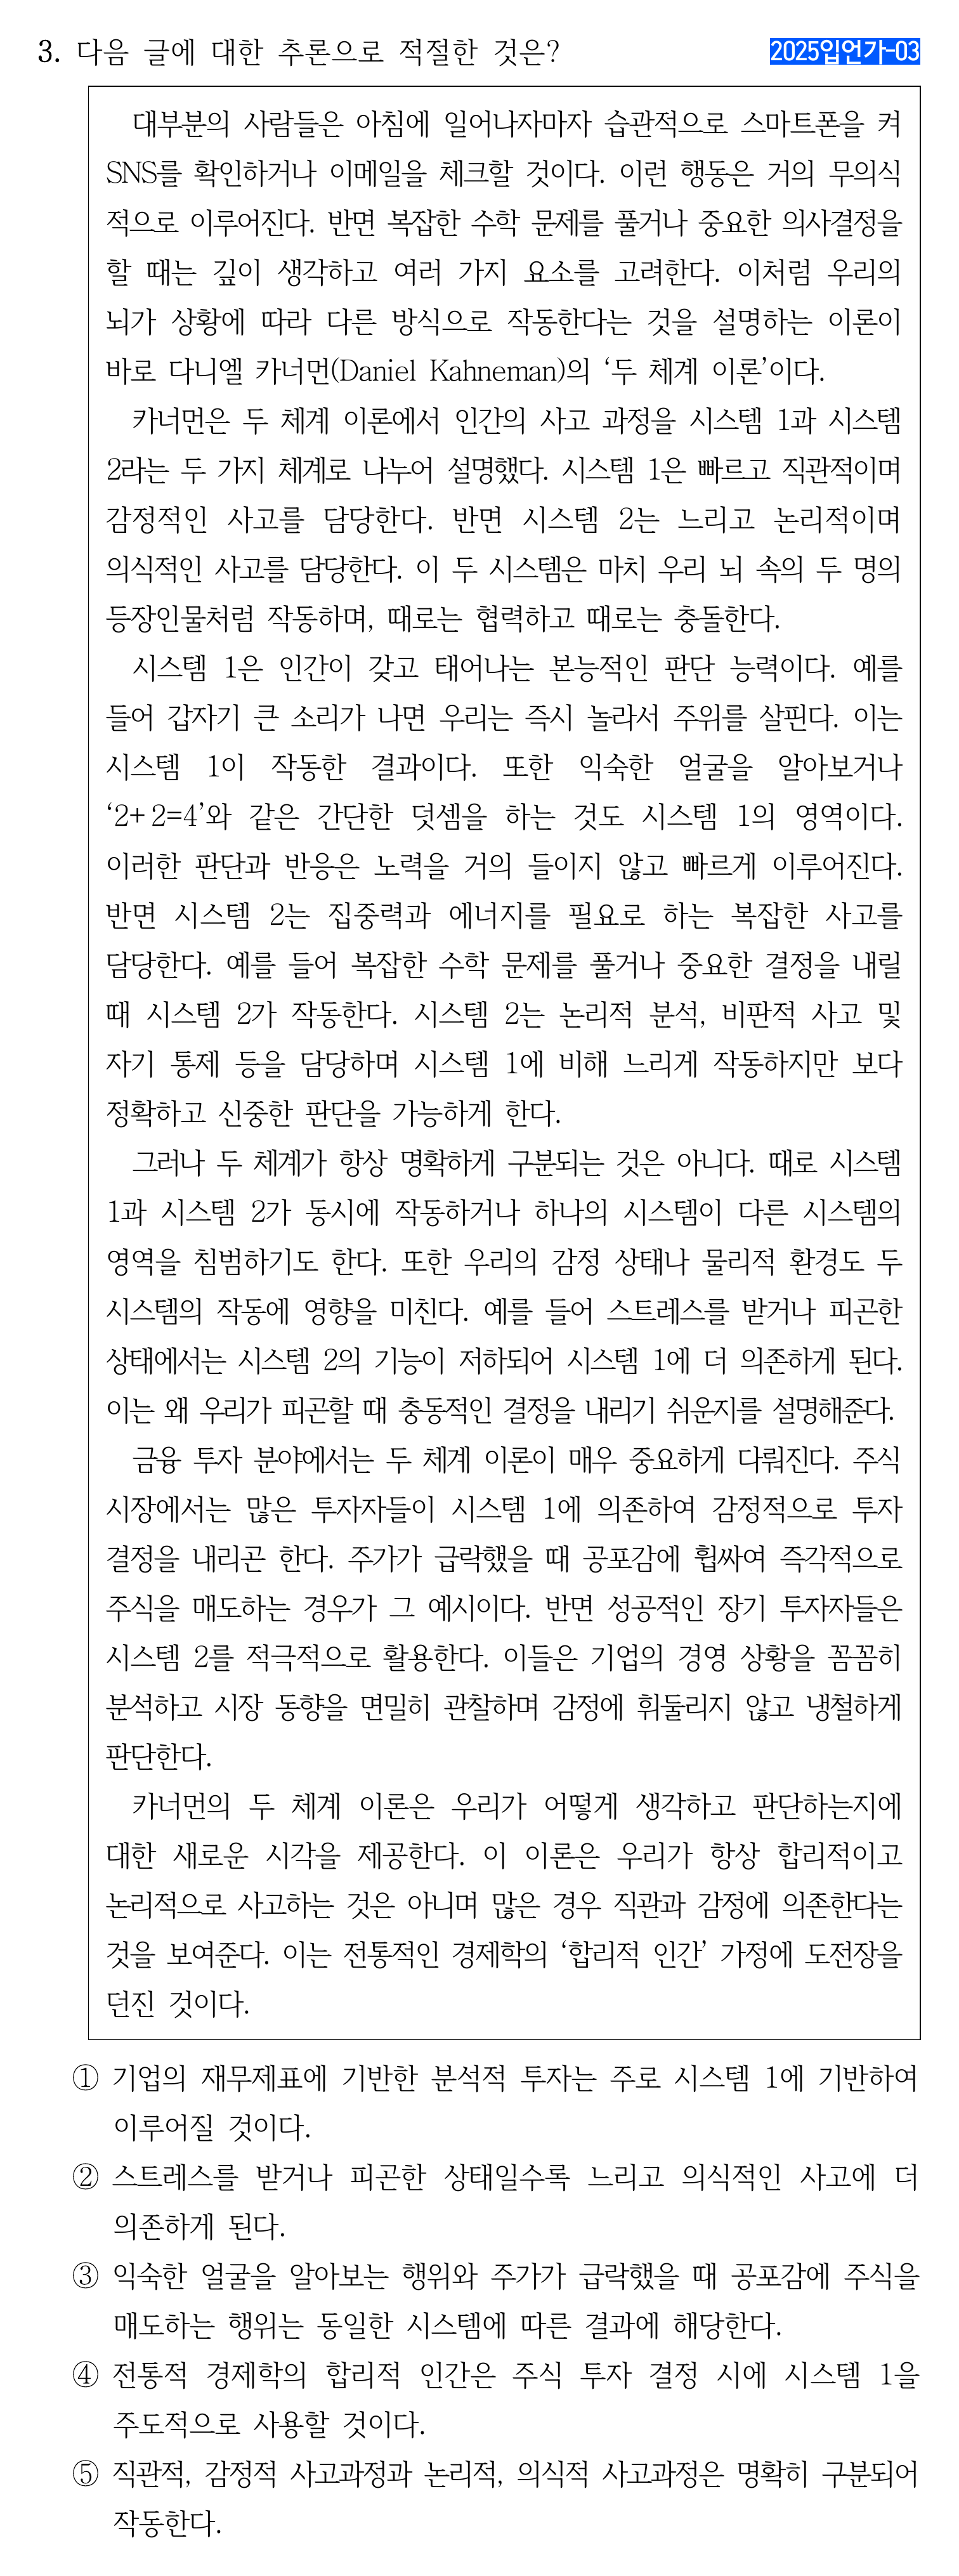 3. 다음 글에 대한 추론으로 적절한 것은?
2025입언가-03
대부분의 사람들은 아침에 일어나자마자 습관적으로 스마트폰을 켜
SNS를 확인하거나 이메일을 체크할 것이다. 이런 행동은 거의 무의식
적으로 이루어진다. 반면 복잡한 수학 문제를 풀거나 중요한 의사결정을
할 때는 깊이 생각하고 여러 가지 요소를 고려한다. 이처럼 우리의
뇌가 상황에 따라 다른 방식으로 작동한다는 것을 설명하는 이론이
바로 다니엘 카너먼(Daniel Kahneman)의 ‘두 체계 이론’이다.
카너먼은 두 체계 이론에서 인간의 사고 과정을 시스템 1과 시스템
2라는 두 가지 체계로 나누어 설명했다. 시스템 1은 빠르고 직관적이며
감정적인 사고를 담당한다. 반면 시스템 2는 느리고 논리적이며
의식적인 사고를 담당한다. 이 두 시스템은 마치 우리 뇌 속의 두 명의
등장인물처럼 작동하며, 때로는 협력하고 때로는 충돌한다.
시스템 1은 인간이 갖고 태어나는 본능적인 판단 능력이다. 예를
들어 갑자기 큰 소리가 나면 우리는 즉시 놀라서 주위를 살핀다. 이는
시스템 1이 작동한 결과이다. 또한 익숙한 얼굴을 알아보거나
‘2+2=4’와 같은 간단한 덧셈을 하는 것도 시스템 1의 영역이다.
이러한 판단과 반응은 노력을 거의 들이지 않고 빠르게 이루어진다.
반면 시스템 2는 집중력과 에너지를 필요로 하는 복잡한 사고를
담당한다. 예를 들어 복잡한 수학 문제를 풀거나 중요한 결정을 내릴
때 시스템 2가 작동한다. 시스템 2는 논리적 분석, 비판적 사고 및
자기 통제 등을 담당하며 시스템 1에 비해 느리게 작동하지만 보다
정확하고 신중한 판단을 가능하게 한다.
그러나 두 체계가 항상 명확하게 구분되는 것은 아니다. 때로 시스템
1과 시스템 2가 동시에 작동하거나 하나의 시스템이 다른 시스템의
영역을 침범하기도 한다. 또한 우리의 감정 상태나 물리적 환경도 두
시스템의 작동에 영향을 미친다. 예를 들어 스트레스를 받거나 피곤한
상태에서는 시스템 2의 기능이 저하되어 시스템 1에 더 의존하게 된다.
이는 왜 우리가 피곤할 때 충동적인 결정을 내리기 쉬운지를 설명해준다.
금융 투자 분야에서는 두 체계 이론이 매우 중요하게 다뤄진다. 주식
시장에서는 많은 투자자들이 시스템 1에 의존하여 감정적으로 투자
결정을 내리곤 한다. 주가가 급락했을 때 공포감에 휩싸여 즉각적으로
주식을 매도하는 경우가 그 예시이다. 반면 성공적인 장기 투자자들은
시스템 2를 적극적으로 활용한다. 이들은 기업의 경영 상황을 꼼꼼히
분석하고 시장 동향을 면밀히 관찰하며 감정에 휘둘리지 않고 냉철하게
판단한다.
카너먼의 두 체계 이론은 우리가 어떻게 생각하고 판단하는지에
대한 새로운 시각을 제공한다. 이 이론은 우리가 항상 합리적이고
논리적으로 사고하는 것은 아니며 많은 경우 직관과 감정에 의존한다는
것을 보여준다. 이는 전통적인 경제학의 ‘합리적 인간’ 가정에 도전장을
던진 것이다.
① 기업의 재무제표에 기반한 분석적 투자는 주로 시스템 1에 기반하여
이루어질 것이다.
② 스트레스를 받거나 피곤한 상태일수록 느리고 의식적인 사고에 더
의존하게 된다.
③ 익숙한 얼굴을 알아보는 행위와 주가가 급락했을 때 공포감에 주식을
매도하는 행위는 동일한 시스템에 따른 결과에 해당한다.
④ 전통적 경제학의 합리적 인간은 주식 투자 결정 시에 시스템 1을
주도적으로 사용할 것이다.
⑤ 직관적, 감정적 사고과정과 논리적, 의식적 사고과정은 명확히 구분되어
작동한다.